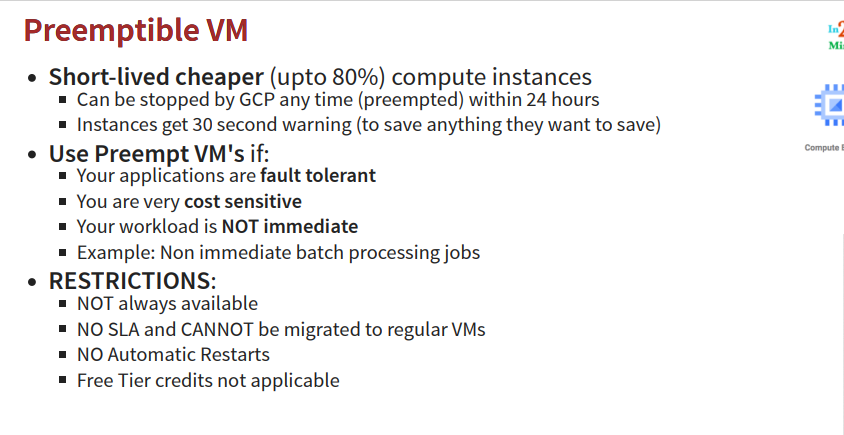 Preemptible VM
In2
Mi
Short-lived cheaper (upto 80%) compute instances
Can be stopped by GCP any time (preempted) within 24 hours
Instances get 30 second warning (to save anything they want to save)
Compute E
Use Preempt VM's if:
Your applications are fault tolerant
You are very cost sensitive
Your workload is NOT immediate
Example: Non immediate batch processing jobs
RESTRICTIONS:
NOT always available
NO SLA and CANNOT be migrated to regular VMs
NO Automatic Restarts
Free Tier credits not applicable